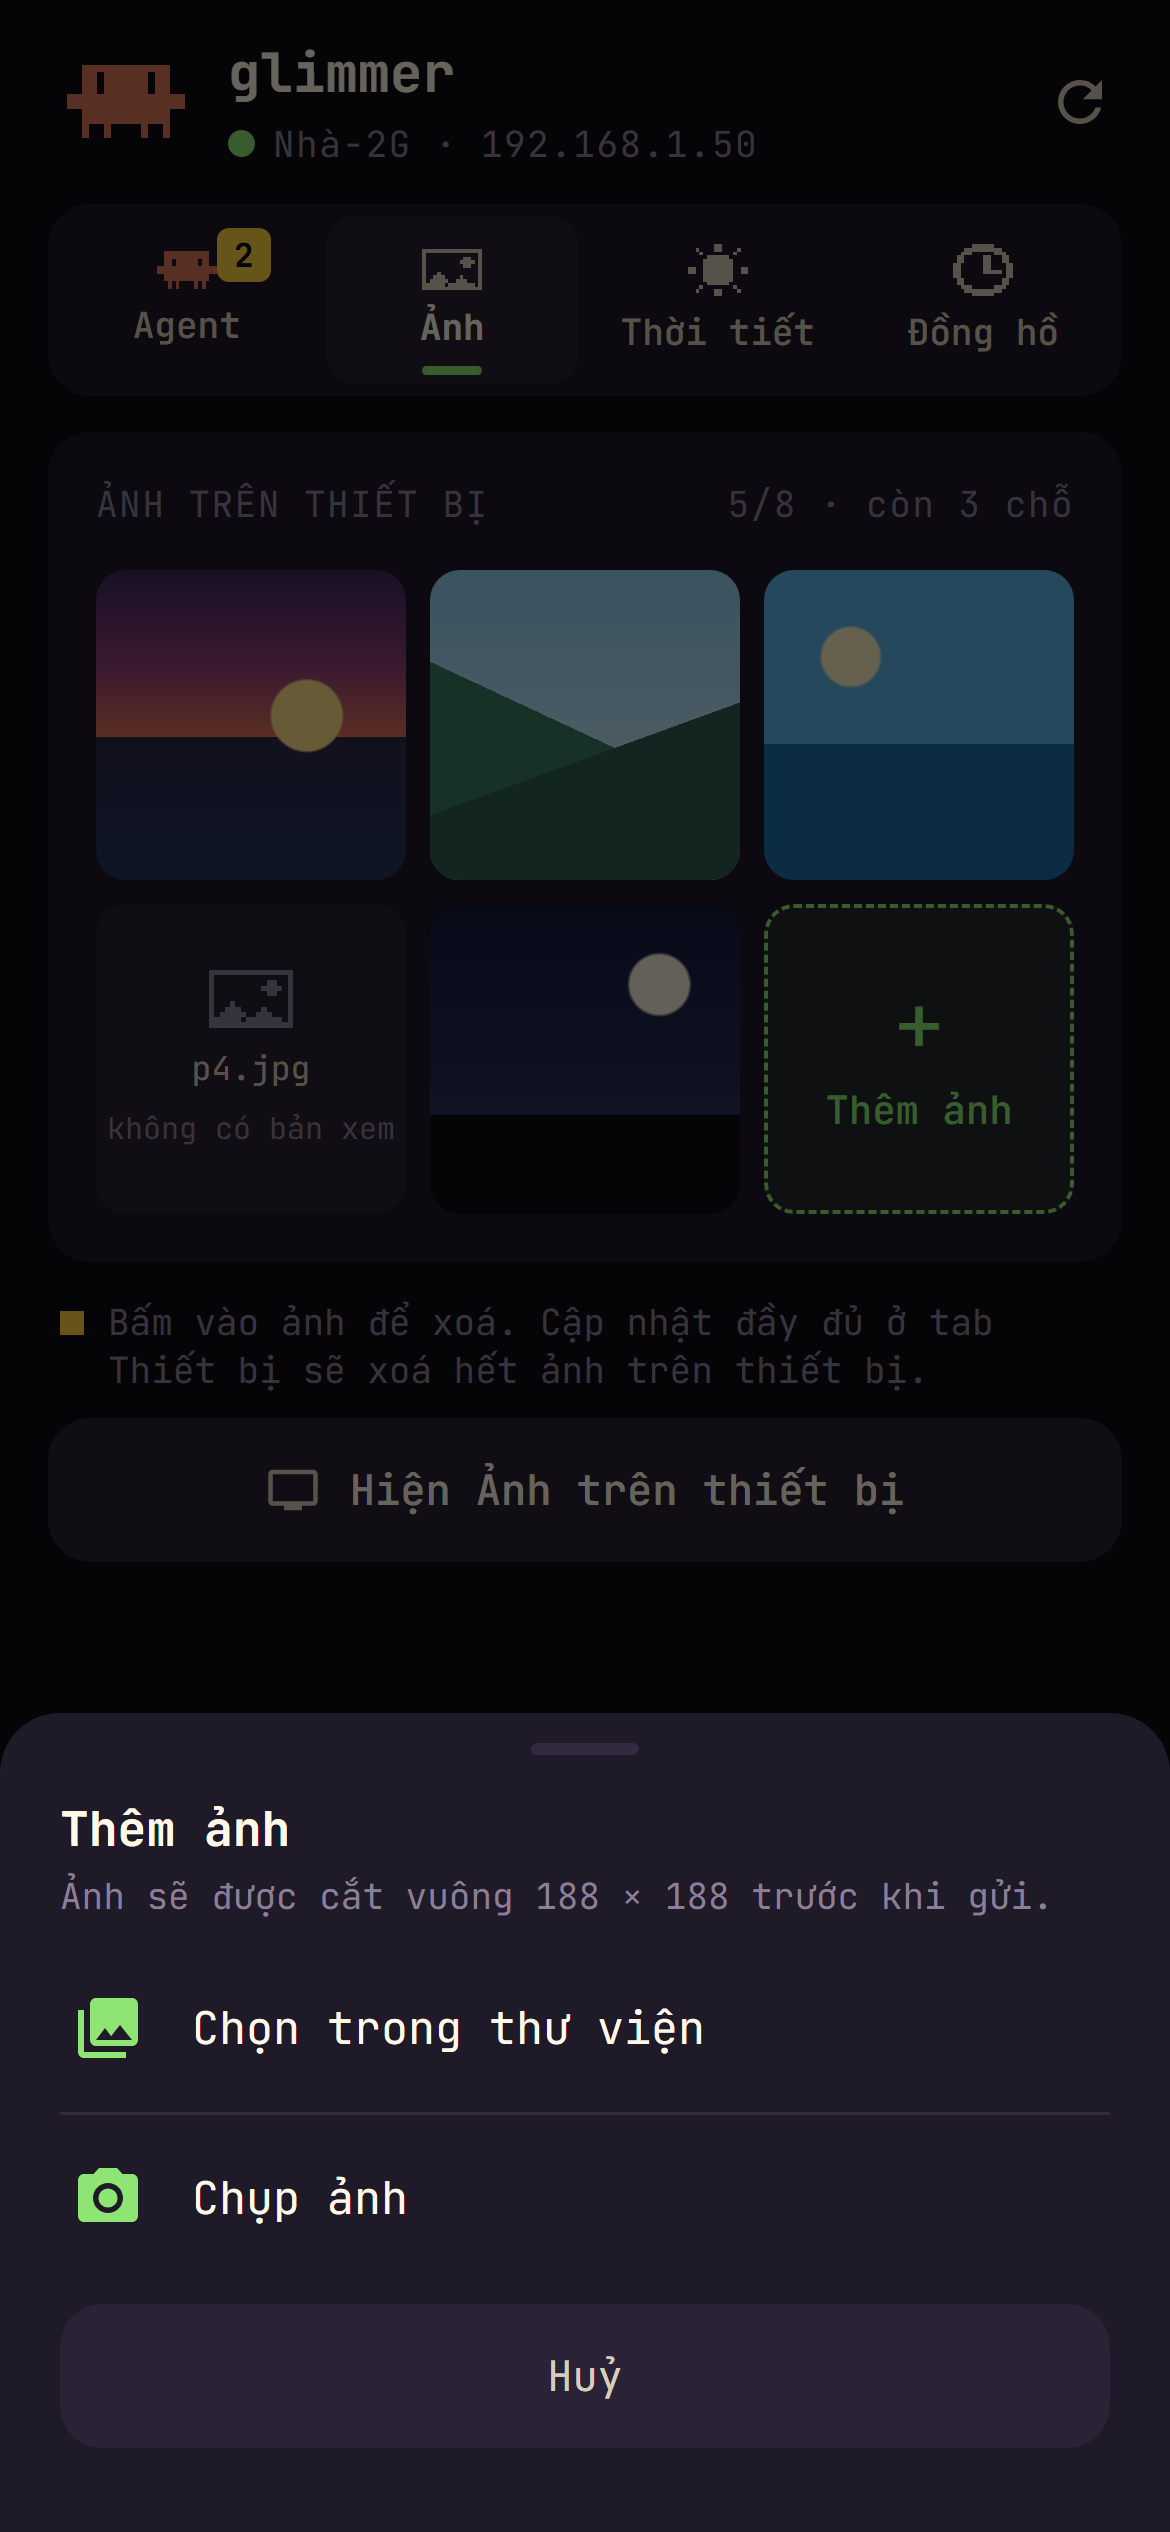 glimmer
Nhà-2G · 192.168.1.50
2
Agent
Ảnh
Thời tiết
Đồng hồ
ẢNH TRÊN THIẾT BỊ
5/8 · còn 3 chỗ
p4.jpg
không có bản xem
+
Thêm ảnh
Bấm vào ảnh để xoá. Cập nhật đầy đủ ở tab
Thiết bị sẽ xoá hết ảnh trên thiết bị.
Hiện Ảnh trên thiết bị
Thêm ảnh
Ảnh sẽ được cắt vuông 188 × 188 trước khi gửi.
Chọn trong thư viện
Chụp ảnh
Huỷ